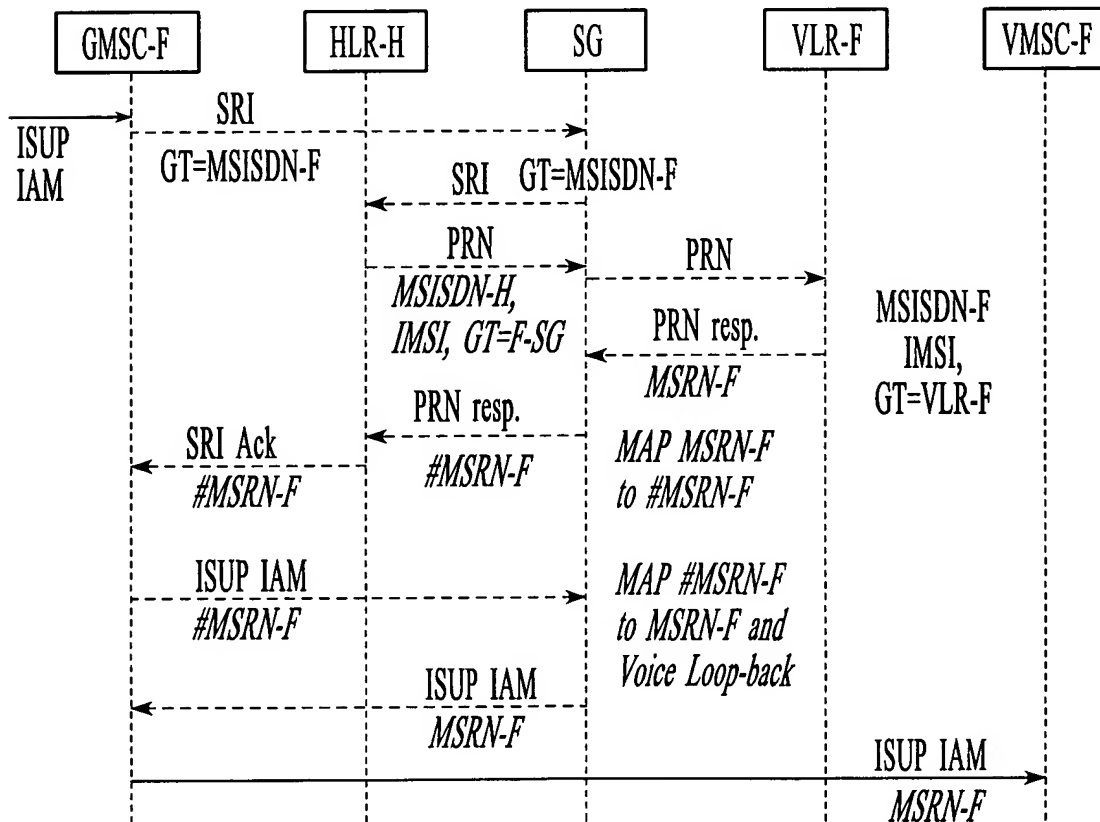 GMSC-F
HLR-H
SG
VLR-F
VMSC-F
ISUP
IAM
SRI
GT=MSISDN-F
SRI
GT=MSISDN-F
PRN
MSISDN-H,
IMSI, GT=F-SG
PRN
MSISDN-F
IMSI,
GT=VLR-F
PRN resp.
MSRN-F
PRN resp.
#MSRN-F
MAP MSRN-F
to #MSRN-F
SRI Ack
#MSRN-F
ISUP IAM
#MSRN-F
MAP #MSRN-F
to MSRN-F and
Voice Loop-back
ISUP IAM
MSRN-F
ISUP IAM
MSRN-F